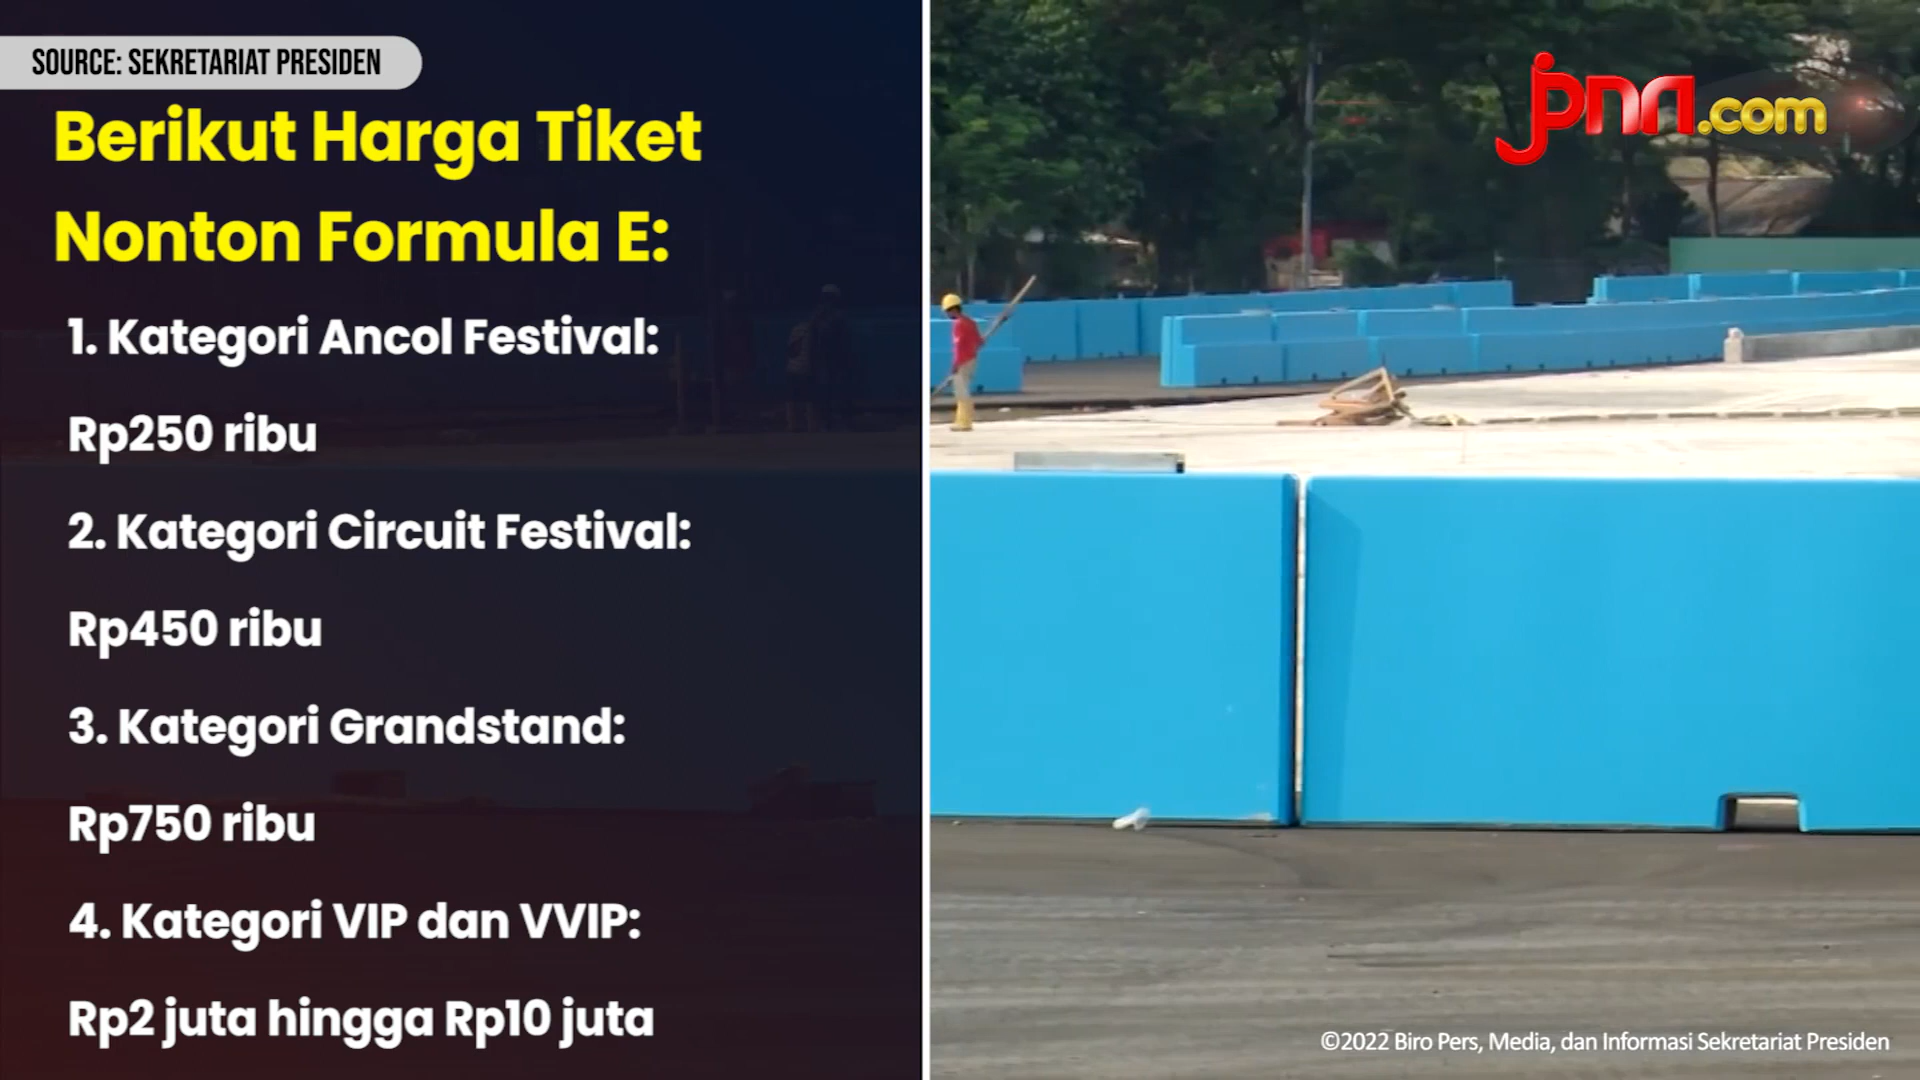 SOURCE: SEKRETARIAT PRESIDEN
Berikut Harga Tiket
Nonton Formula E:
1. Kategori Ancol Festival:
Rp250 ribu
2. Kategori Circuit Festival:
Rp450 ribu
3. Kategori Grandstand:
Rp750 ribu
4. Kategori VIP dan VVIP:
Rp2 juta hingga Rp10 juta
jpnn.com
©2022 Biro Pers, Media, dan Informasi Sekretariat Presiden